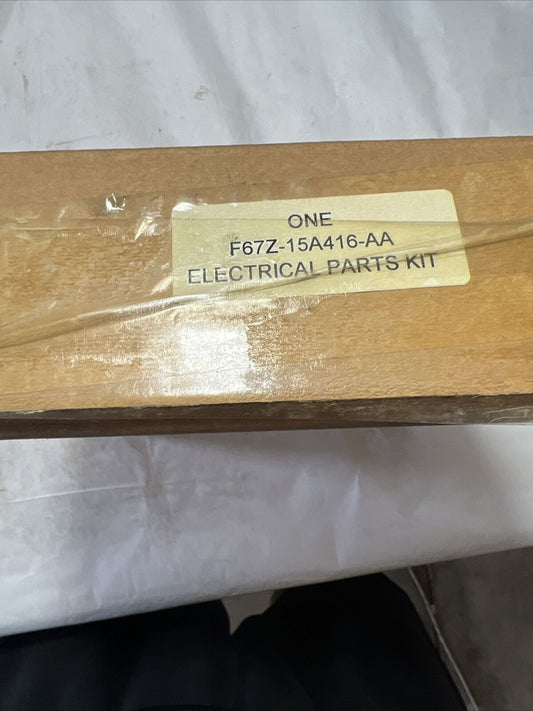 ONE
F67Z-15A416-AA
ELECTRICAL PARTS KIT